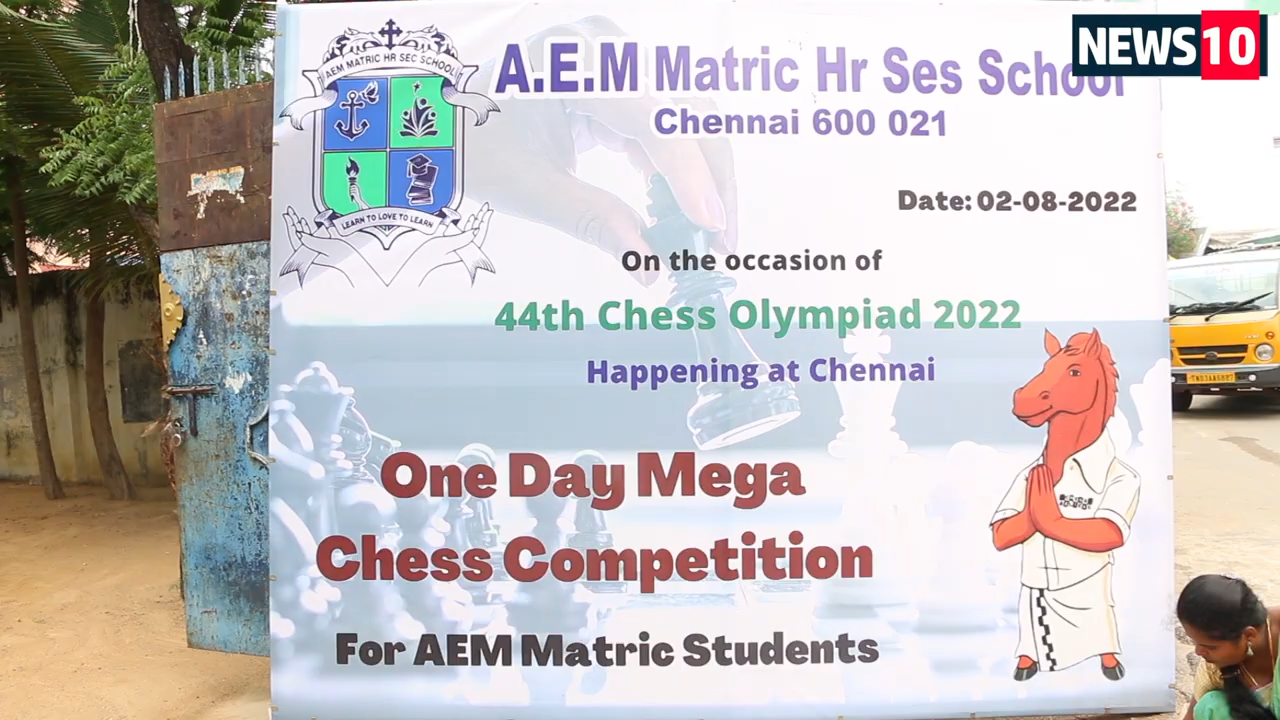 NEWS10
AEM MATRIC HR SEC SCHOOL
LEARN TO LOVE TO LEARN
A.E.M Matric Hr Ses School
Chennai 600 021
Date: 02-08-2022
On the occasion of
44th Chess Olympiad 2022
Happening at Chennai
One Day Mega
Chess Competition
For AEM Matric Students